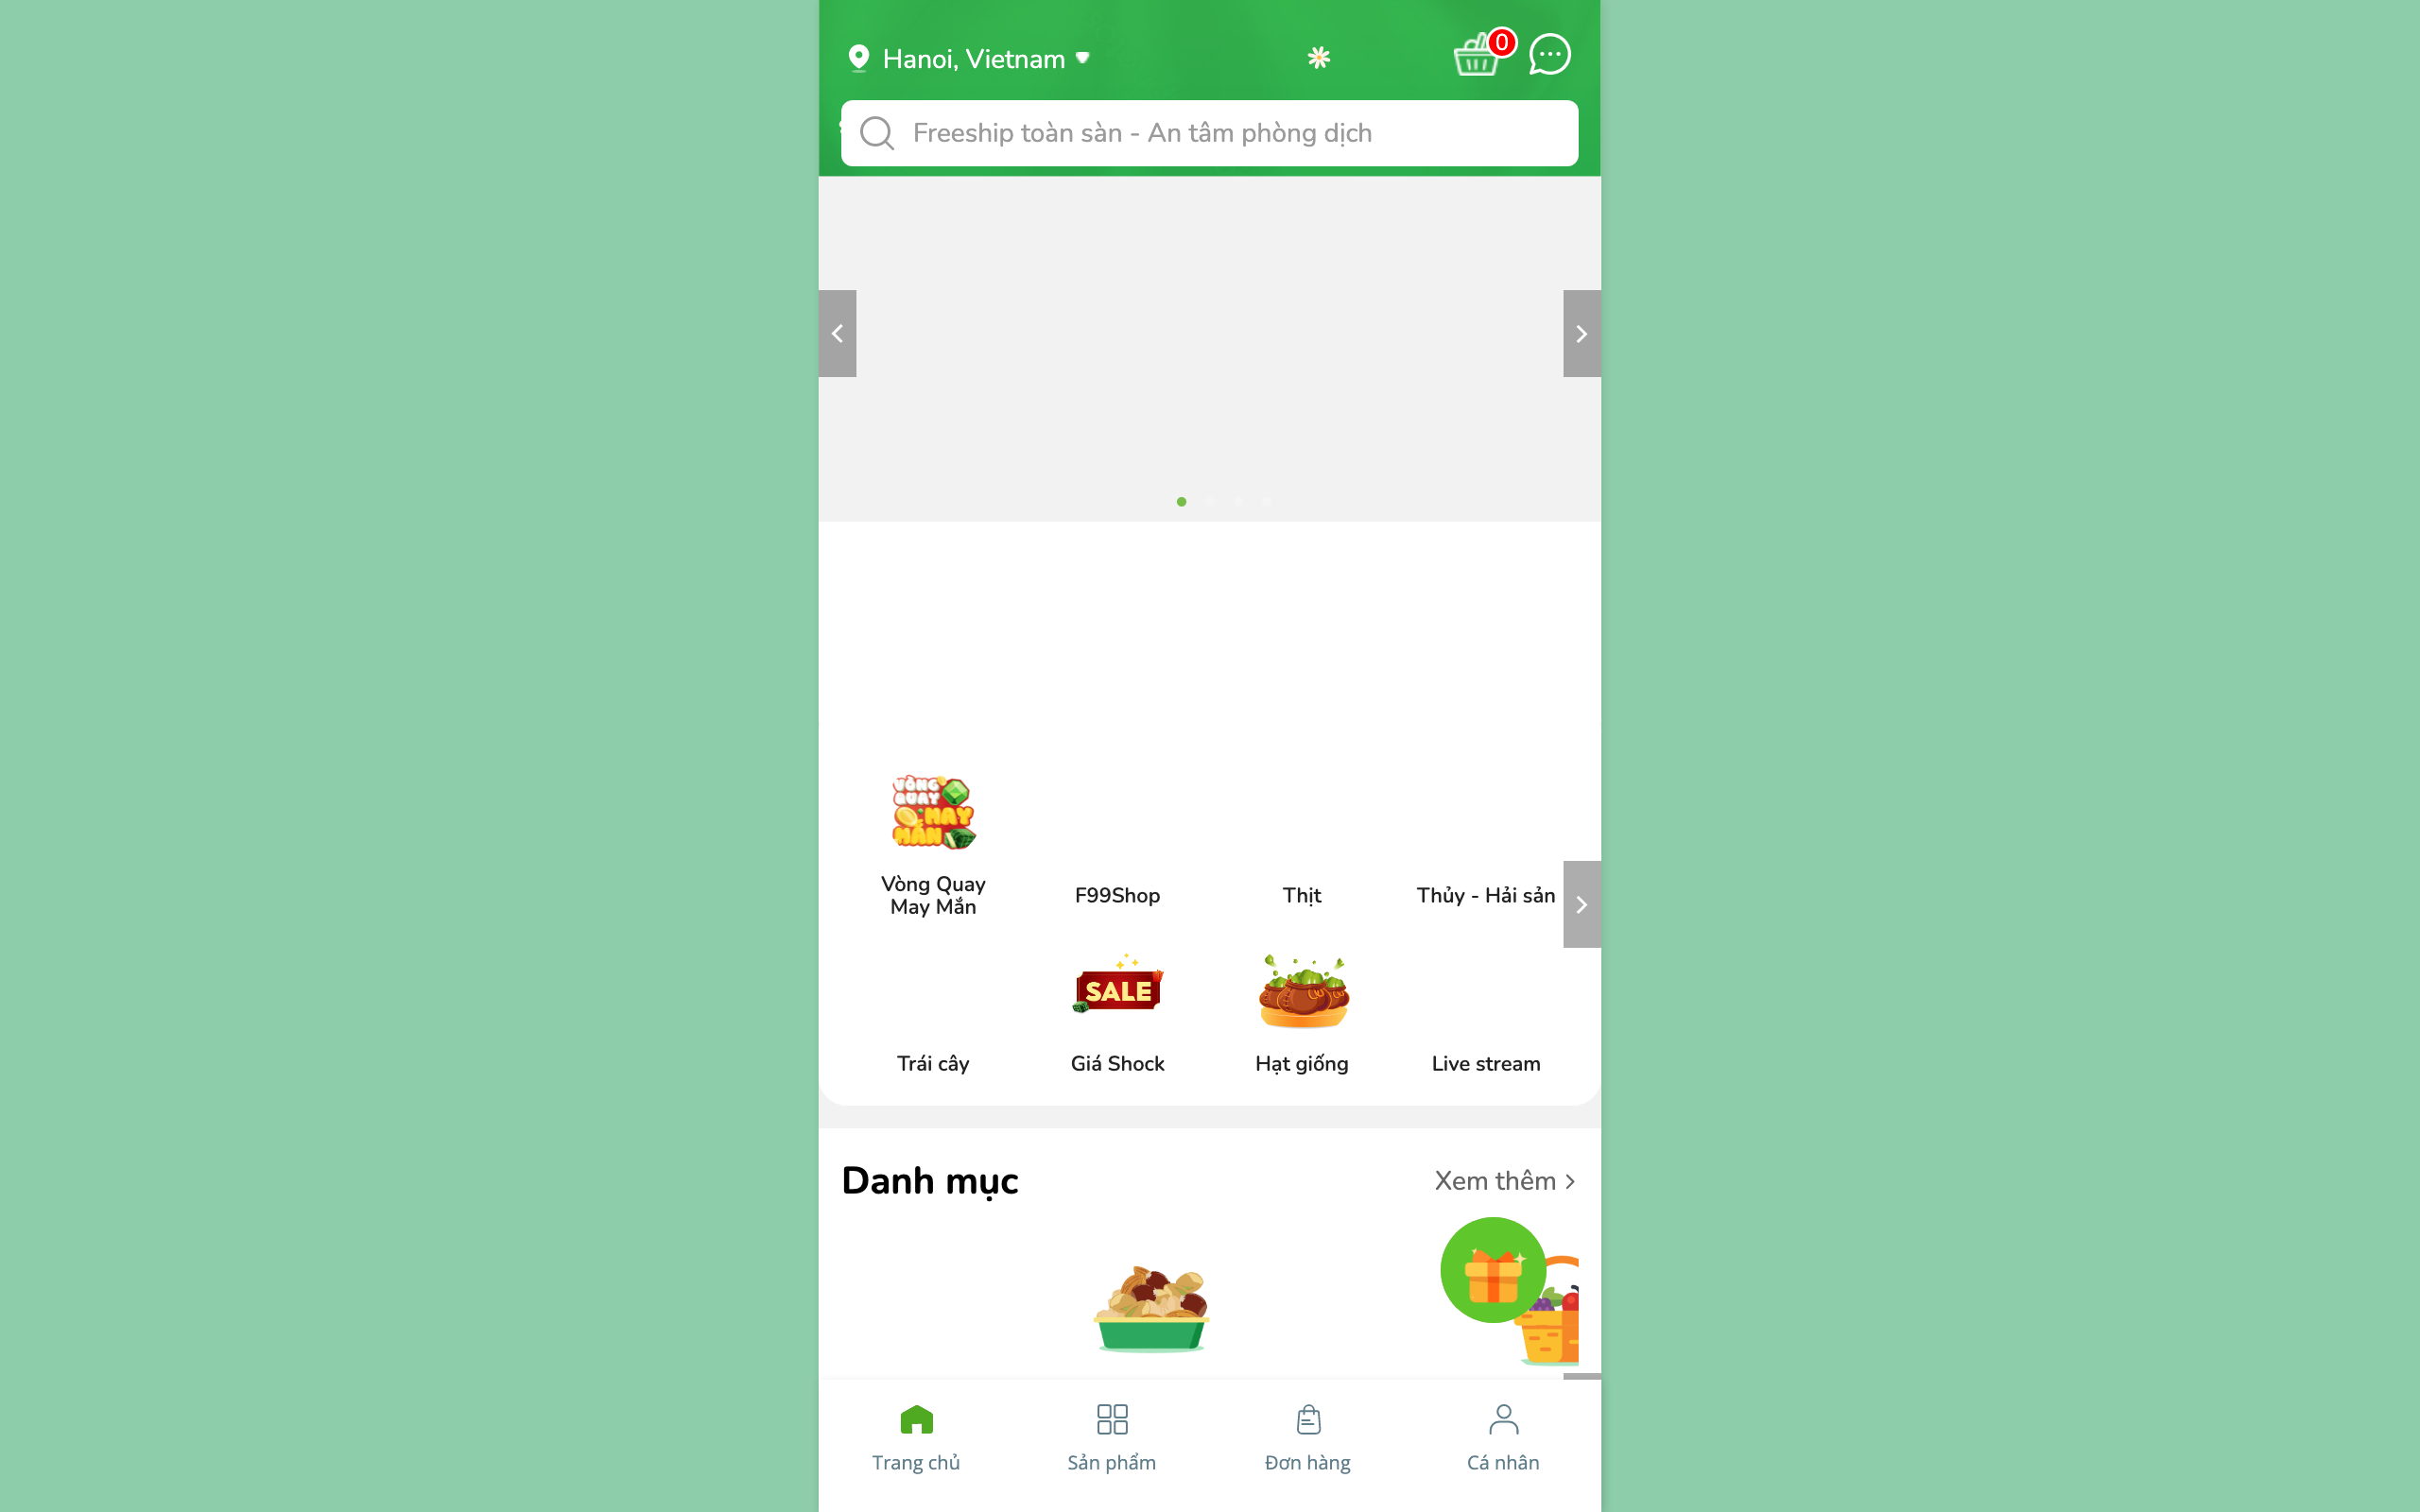 Hanoi, Vietnam
0
Freeship toàn sàn - An tâm phòng dịch
VÒNG
QUAY
MAY
MẮN
Vòng Quay
May Mắn
F99Shop
Thịt
Thủy - Hải sản
SALE
Trái cây
Giá Shock
Hạt giống
Live stream
Danh mục
Xem thêm
Trang chủ
Sản phẩm
Đơn hàng
Cá nhân